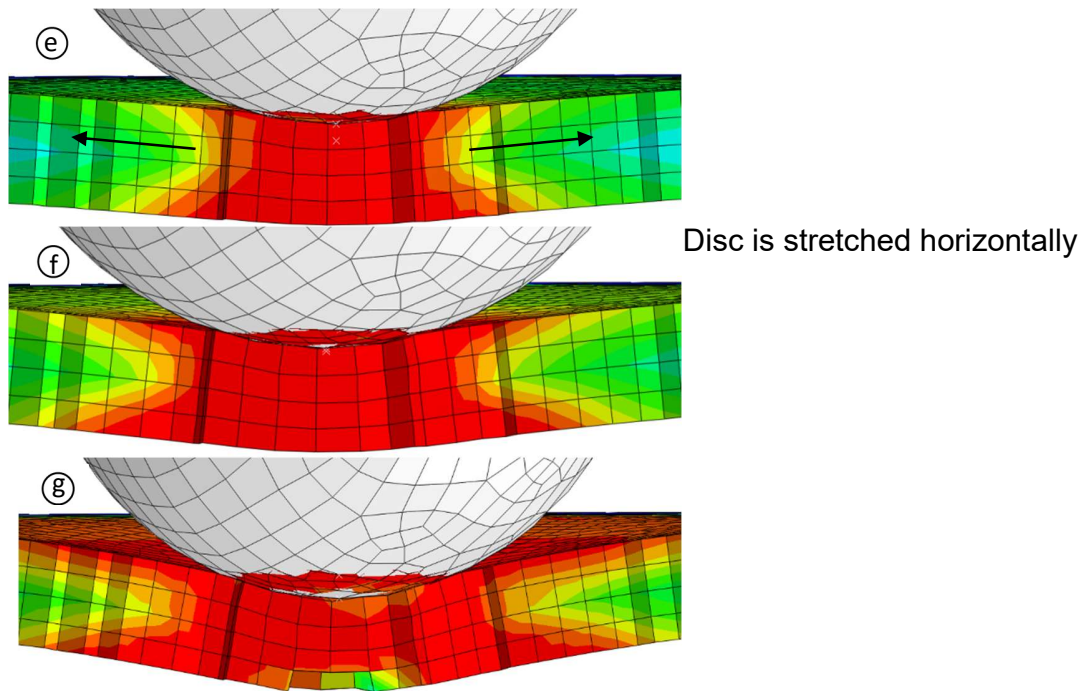 ⓔ
Disc is stretched horizontally
ⓕ
ⓖ